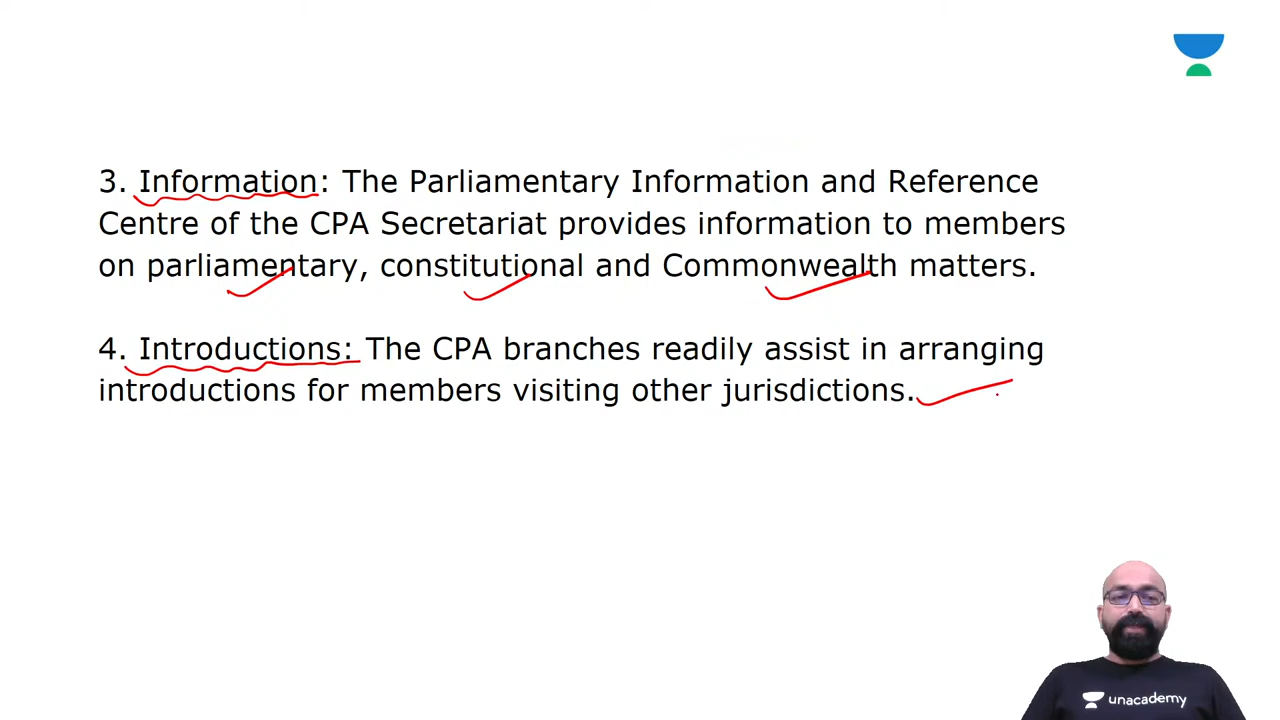 3. Information: The Parliamentary Information and Reference
Centre of the CPA Secretariat provides information to members
on parliamentary, constitutional and Commonwealth matters.
4. Introductions: The CPA branches readily assist in arranging
introductions for members visiting other jurisdictions.
unacademy